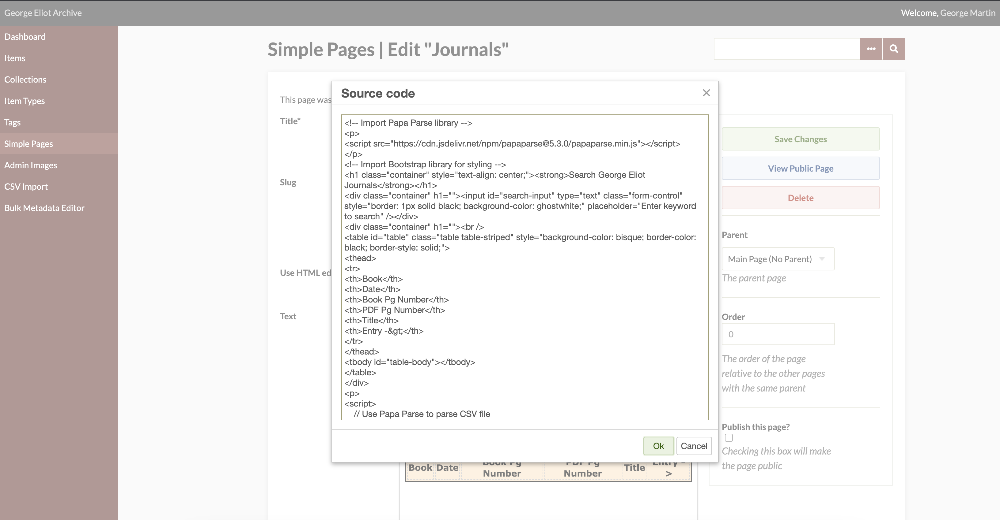 George Eliot Archive
Welcome, George Martin
Dashboard
Items
Collections
Item Types
Tags
Simple Pages
Admin Images
CSV Import
Bulk Metadata Editor
Simple Pages | Edit "Journals"
This page was
Title*
Slug
Use HTML ed
Text
Source code
<!-- Import Papa Parse library -->
<p>
<script src="https://cdn.jsdelivr.net/npm/papaparse@5.3.0/papaparse.min.js"></script>
</p>
<!-- Import Bootstrap library for styling -->
<h1 class="container" style="text-align: center;"><strong>Search George Eliot
Journals</strong></h1>
<div class="container" h1=""><input id="search-input" type="text" class="form-control"
style="border: 1px solid black; background-color: ghostwhite;" placeholder="Enter keyword
to search" /></div>
<div class="container" h1=""><br />
<table id="table" class="table table-striped" style="background-color: bisque; border-color:
black; border-style: solid;">
<thead>
<tr>
<th>Book</th>
<th>Date</th>
<th>Book Pg Number</th>
<th>PDF Pg Number</th>
<th>Title</th>
<th>Entry -&gt;</th>
</tr>
</thead>
<tbody id="table-body"></tbody>
</table>
</div>
<p>
<script>
// Use Papa Parse to parse CSV file
Ok
Cancel
Book Date Book Pg Number PDF Pg Number Title Entry ->
Save Changes
View Public Page
Delete
Parent
Main Page (No Parent)
The parent page
Order
0
The order of the page
relative to the other pages
with the same parent
Publish this page?
Checking this box will make
the page public